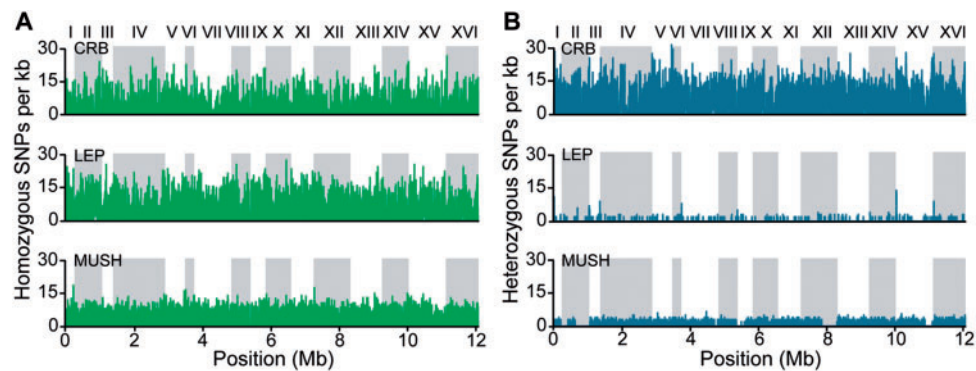 A
I II III IV V VI VII VIII IX X XI XII XIII XIV XV XVI
Homozygous SNPs per kb
30
15
0
CRB
30
15
0
LEP
30
15
0
MUSH
0 2 4 6 8 10 12
Position (Mb)
B
I II III IV V VI VII VIII IX X XI XII XIII XIV XV XVI
Heterozygous SNPs per kb
30
15
0
CRB
30
15
0
LEP
30
15
0
MUSH
0 2 4 6 8 10 12
Position (Mb)